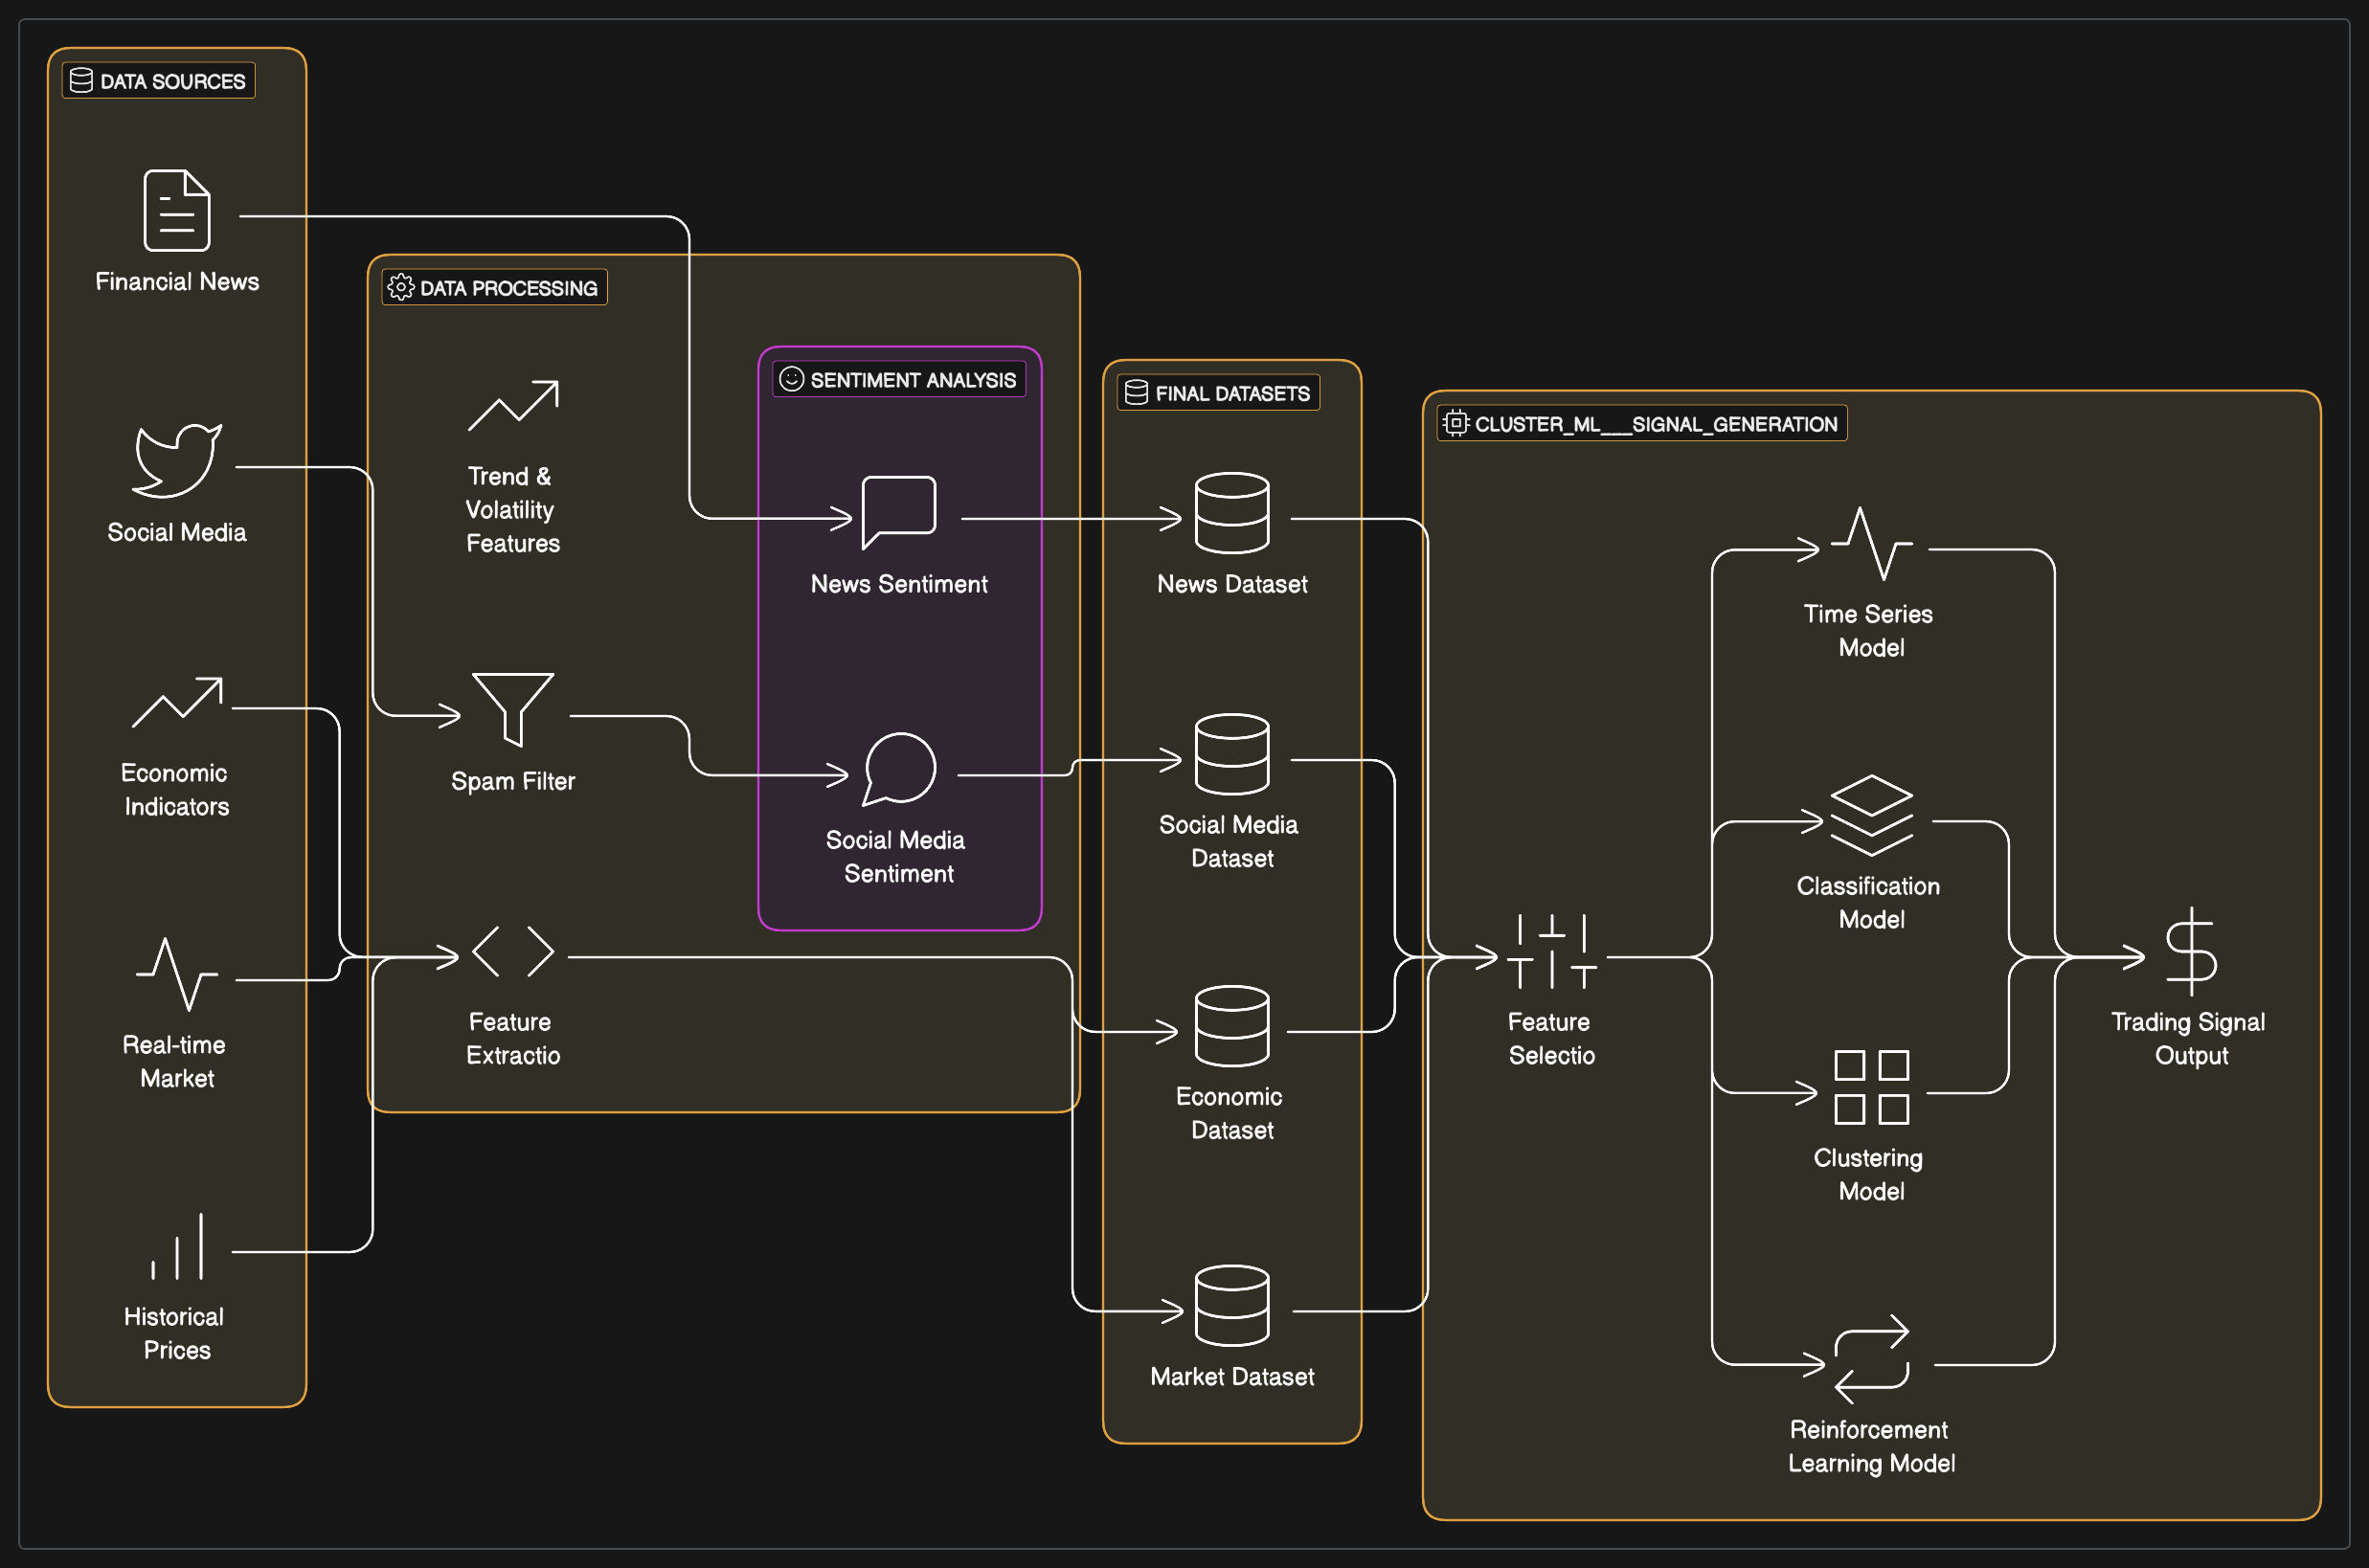 DATA SOURCES
Financial News
Social Media
Economic
Indicators
Real-time
Market
Historical
Prices
DATA PROCESSING
Trend &
Volatility
Features
Spam Filter
Feature
Extractio
SENTIMENT ANALYSIS
News Sentiment
Social Media
Sentiment
FINAL DATASETS
News Dataset
Social Media
Dataset
Economic
Dataset
Market Dataset
CLUSTER_ML___SIGNAL_GENERATION
Feature
Selectio
Time Series
Model
Classification
Model
Clustering
Model
Reinforcement
Learning Model
Trading Signal
Output